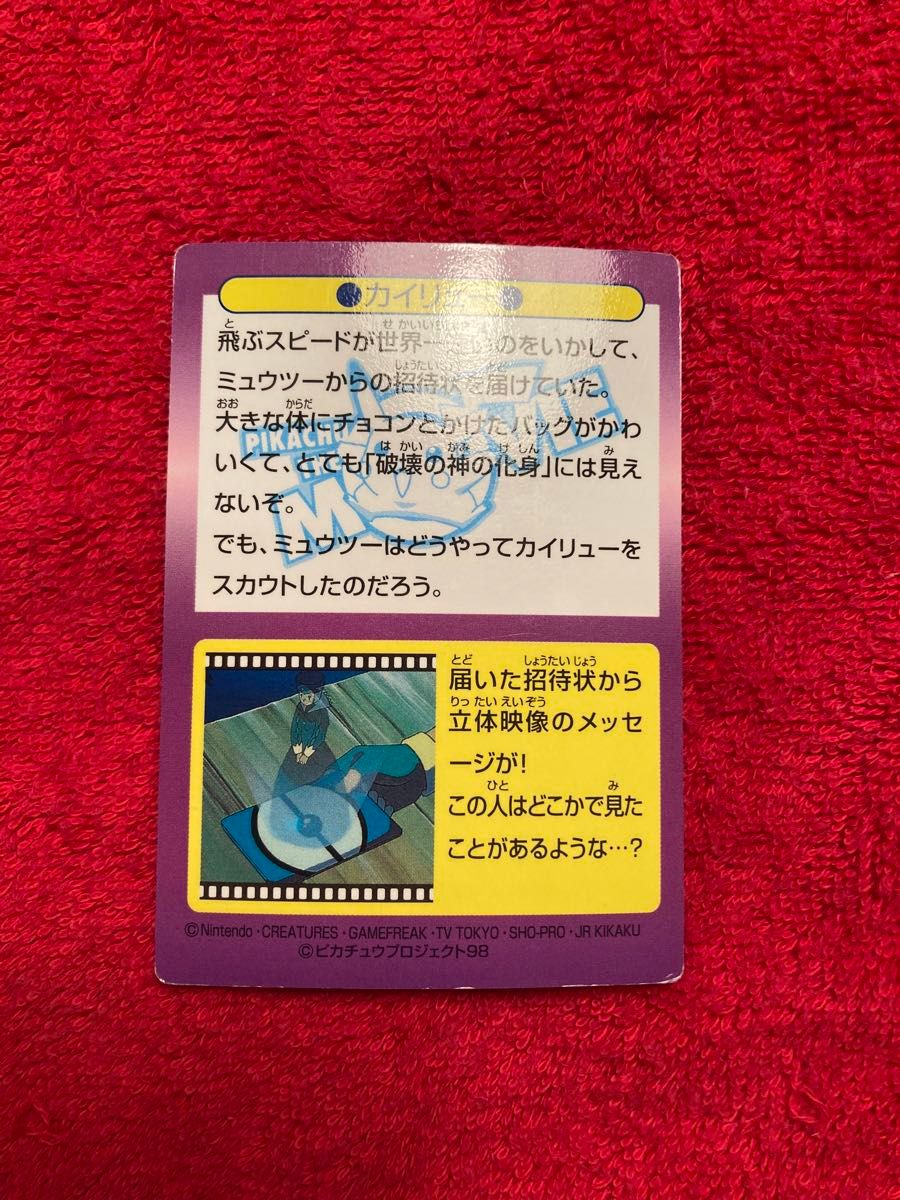 ●カイリュー●
飛ぶスピードが世界一のをいかして、
ミュウツーからの招待状を届けていた。
大きな体にチョコンとかけたバッグがかわ
いくて、とても「破壊の神の化身」には見え
ないぞ。
でも、ミュウツーはどうやってカイリューを
スカウトしたのだろう。
PIKACHU
届いた招待状から
立体映像のメッセ
ージが!
この人はどこかで見た
ことがあるような…?
©Nintendo・CREATURES・GAMEFREAK・TV TOKYO・SHO-PRO・JR KIKAKU
©ピカチュウプロジェクト98